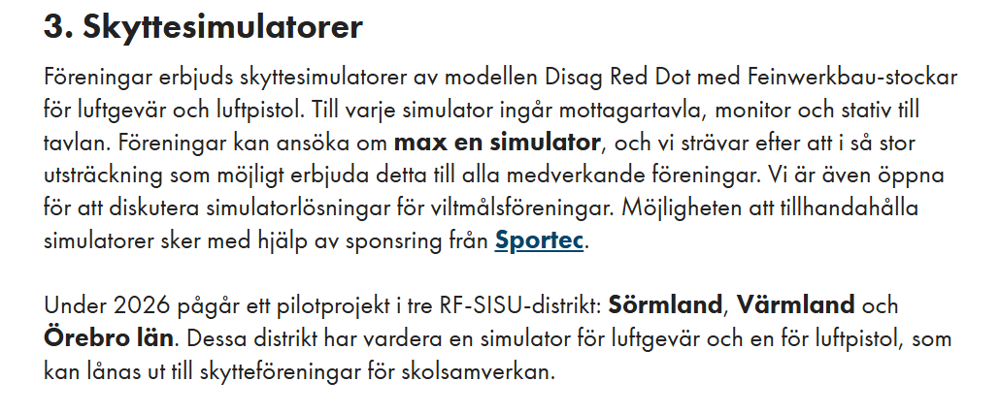 3. Skyttesimulatorer
Föreningar erbjuds skyttesimulatorer av modellen Disag Red Dot med Feinwerkbau-stockar
för luftgevär och luftpistol. Till varje simulator ingår mottagartavla, monitor och stativ till
tavlan. Föreningar kan ansöka om max en simulator, och vi strävar efter att i så stor
utsträckning som möjligt erbjuda detta till alla medverkande föreningar. Vi är även öppna
för att diskutera simulatorlösningar för viltmålsföreningar. Möjligheten att tillhandahålla
simulatorer sker med hjälp av sponsring från Sportec.
Under 2026 pågår ett pilotprojekt i tre RF-SISU-distrikt: Sörmland, Värmland och
Örebro län. Dessa distrikt har vardera en simulator för luftgevär och en för luftpistol, som
kan lånas ut till skytteföreningar för skolsamverkan.